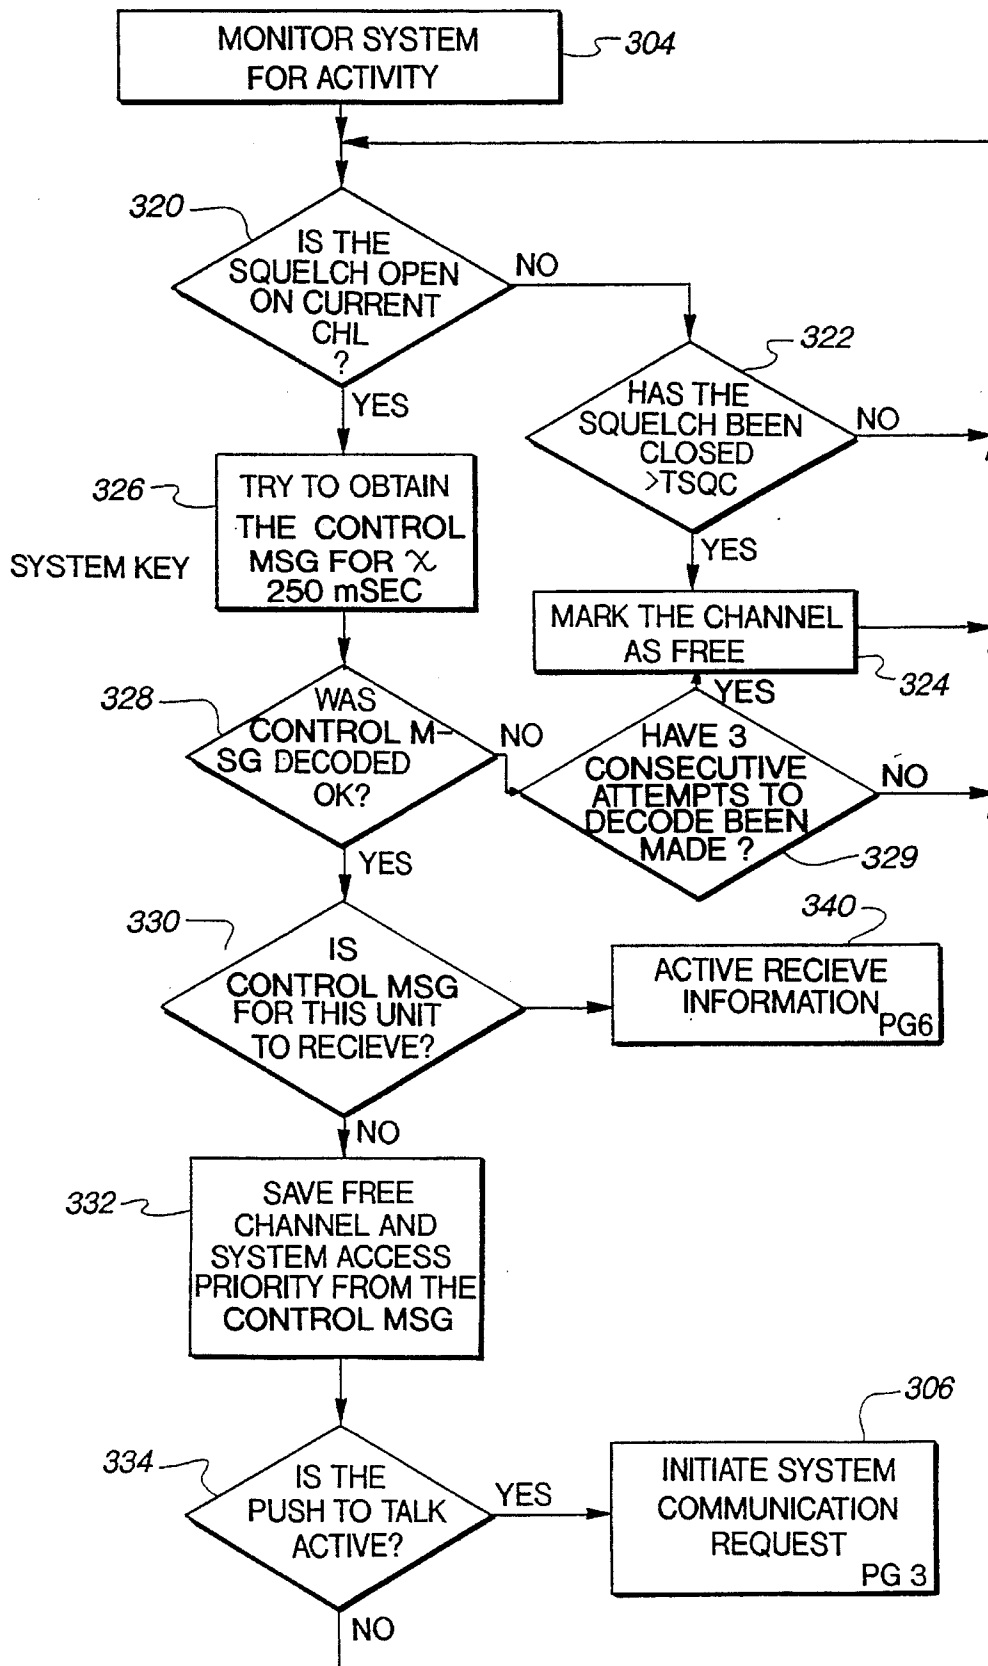 MONITOR SYSTEM
FOR ACTIVITY
304
320
IS THE
SQUELCH OPEN
ON CURRENT
CHL
?
NO
YES
322
HAS THE
SQUELCH BEEN
CLOSED
>TSQC
NO
YES
326
TRY TO OBTAIN
THE CONTROL
MSG FOR X
250 mSEC
SYSTEM KEY
MARK THE CHANNEL
AS FREE
324
328
WAS
CONTROL M-
SG DECODED
OK?
NO
YES
YES
HAVE 3
CONSECUTIVE
ATTEMPTS TO
DECODE BEEN
MADE ?
NO
329
330
IS
CONTROL MSG
FOR THIS UNIT
TO RECIEVE?
NO
340
ACTIVE RECIEVE
INFORMATION
PG6
332
SAVE FREE
CHANNEL AND
SYSTEM ACCESS
PRIORITY FROM THE
CONTROL MSG
334
IS THE
PUSH TO TALK
ACTIVE?
YES
NO
306
INITIATE SYSTEM
COMMUNICATION
REQUEST
PG 3